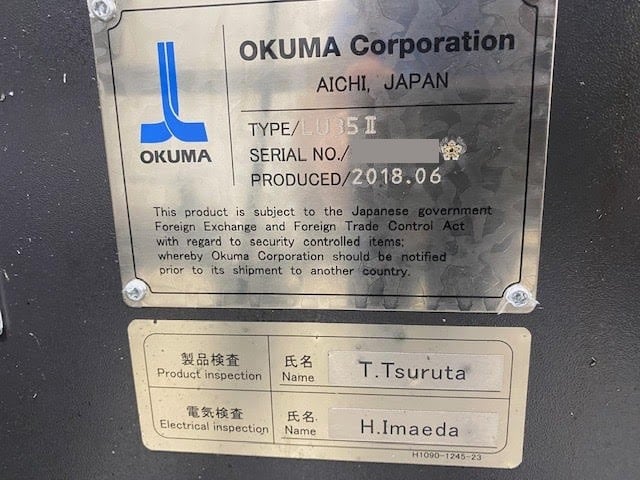 OKUMA
OKUMA Corporation
AICHI, JAPAN
TYPE/LU35Ⅱ
SERIAL NO./
PRODUCED/2018.06
This product is subject to the Japanese government
Foreign Exchange and Foreign Trade Control Act
with regard to security controlled items;
whereby Okuma Corporation should be notified
prior to its shipment to another country.
製品検査 氏名 T.Tsuruta
Product inspection Name
電気検査 氏名 H.Imaeda
Electrical inspection Name
H1090-1245-23